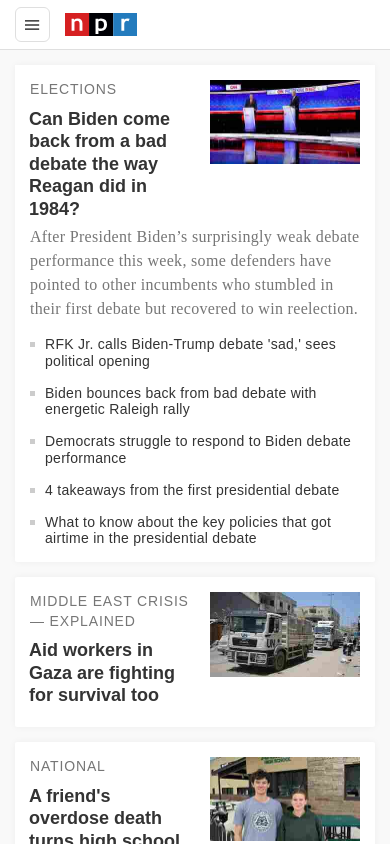 npr
ELECTIONS
Can Biden come
back from a bad
debate the way
Reagan did in
1984?
After President Biden’s surprisingly weak debate
performance this week, some defenders have
pointed to other incumbents who stumbled in
their first debate but recovered to win reelection.
RFK Jr. calls Biden-Trump debate 'sad,' sees
political opening
Biden bounces back from bad debate with
energetic Raleigh rally
Democrats struggle to respond to Biden debate
performance
4 takeaways from the first presidential debate
What to know about the key policies that got
airtime in the presidential debate
MIDDLE EAST CRISIS
— EXPLAINED
Aid workers in
Gaza are fighting
for survival too
NATIONAL
A friend's
overdose death
turns high school